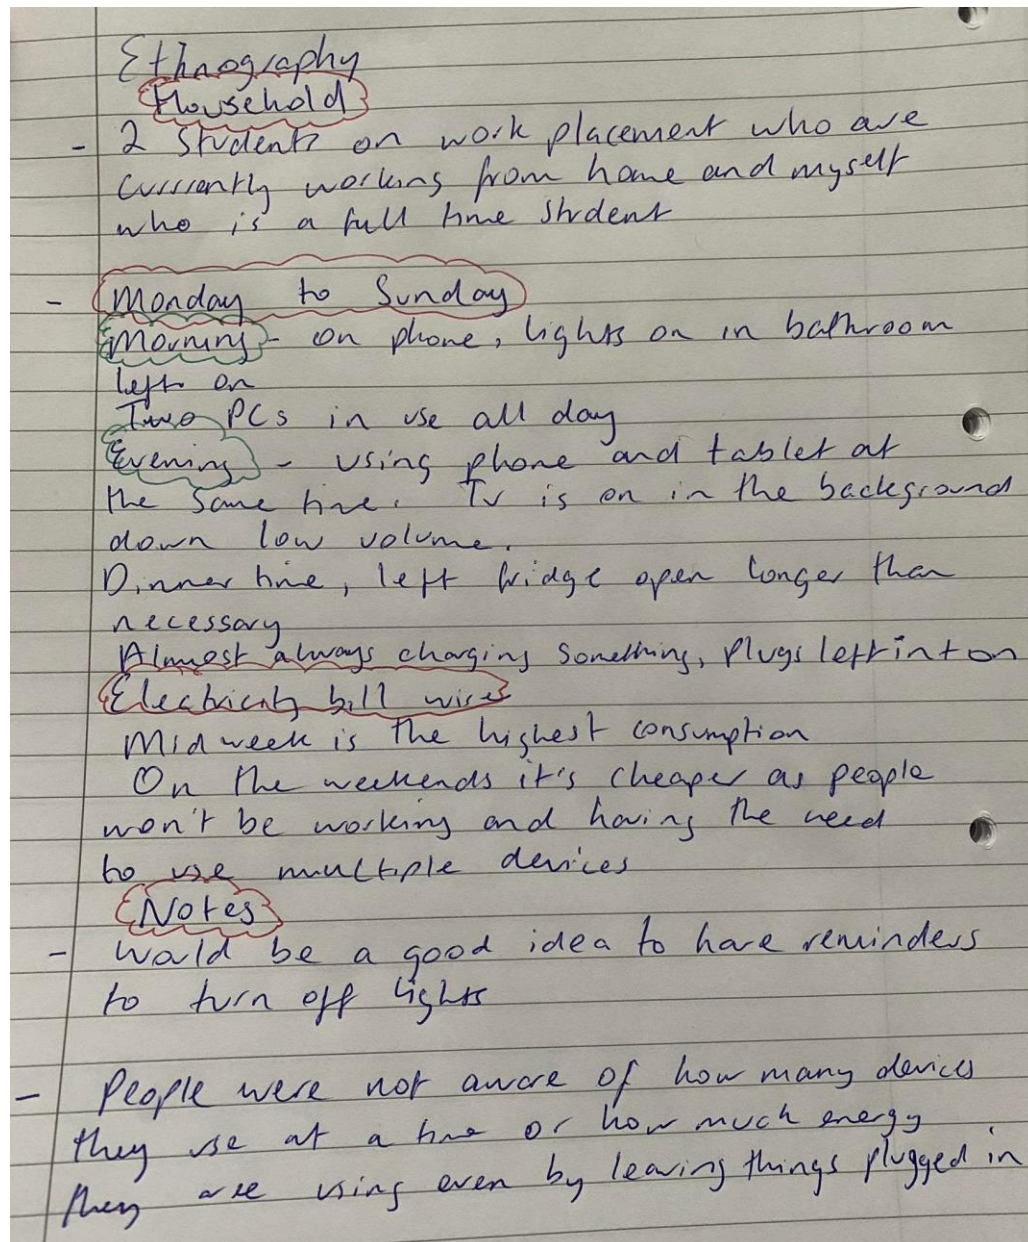 Ethnography
Household
- 2 students on work placement who are
currently working from home and myself
who is a full time student
- Monday to Sunday
Morning - on phone, lights on in bathroom
left on
Two PCs in use all day
Evening - using phone and tablet at
the same time. TV is on in the background
down low volume.
Dinner time, left fridge open longer than
necessary
Almost always charging something, plugs left in + on
Electricity bill wise
Midweek is the highest consumption
On the weekends it's cheaper as people
won't be working and having the need
to use multiple devices
Notes
- Would be a good idea to have reminders
to turn off lights
- People were not aware of how many devices
they use at a time or how much energy
they are using even by leaving things plugged in